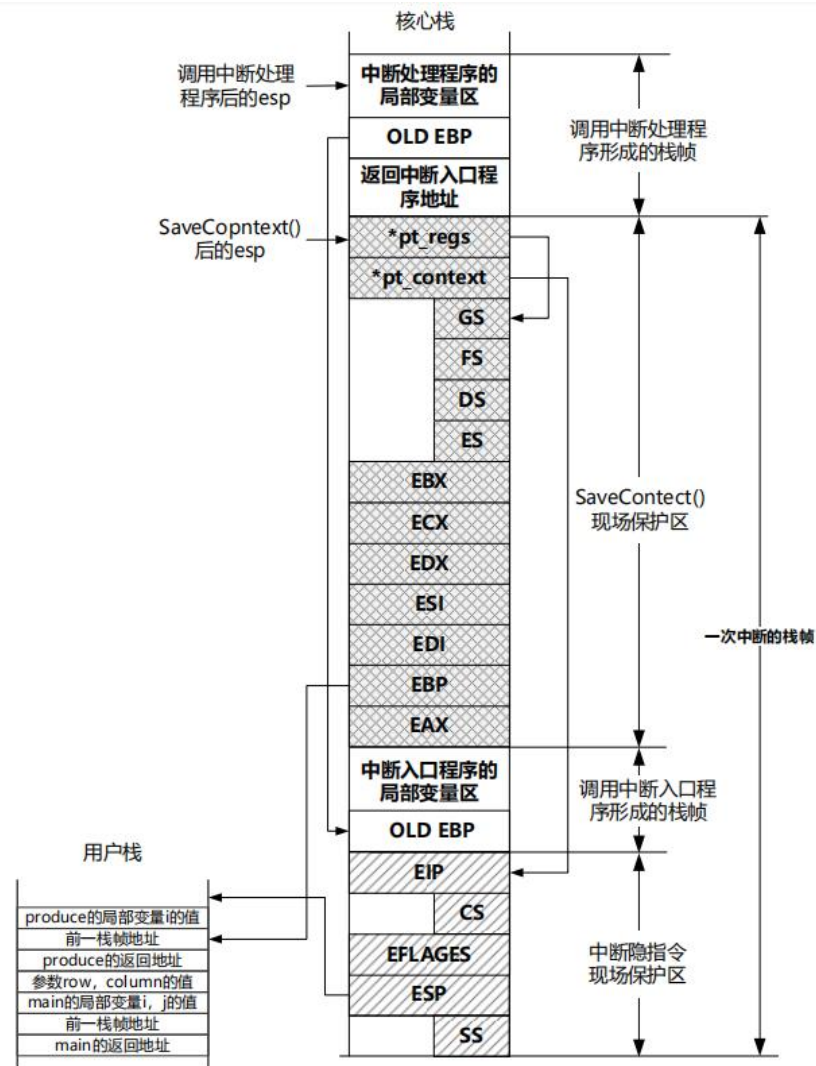 核心栈
调用中断处理
程序后的esp
中断处理程序的
局部变量区
OLD EBP
返回中断入口程
序地址
调用中断处理程
序形成的栈帧
SaveCopntext()
后的esp
*pt_regs
*pt_context
GS
FS
DS
ES
EBX
ECX
EDX
ESI
EDI
EBP
EAX
SaveContect()
现场保护区
一次中断的栈帧
中断入口程序的
局部变量区
OLD EBP
调用中断入口程
序形成的栈帧
EIP
CS
EFLAGES
ESP
SS
中断隐指令
现场保护区
用户栈
produce的局部变量i的值
前一栈帧地址
produce的返回地址
参数row，column的值
main的局部变量i，j的值
前一栈帧地址
main的返回地址